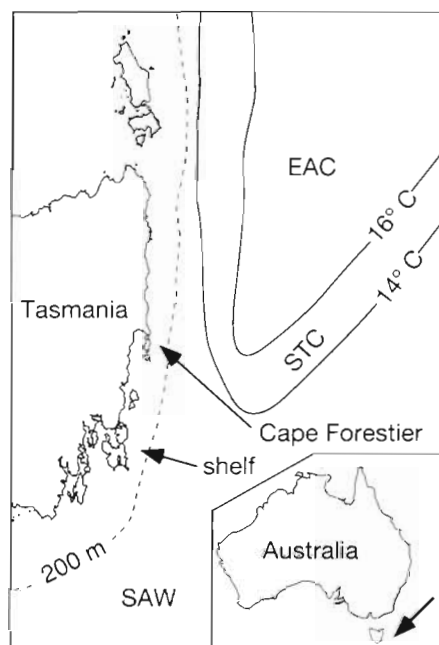 EAC
16° C
14° C
STC
Tasmania
Cape Forestier
shelf
200 m
SAW
Australia